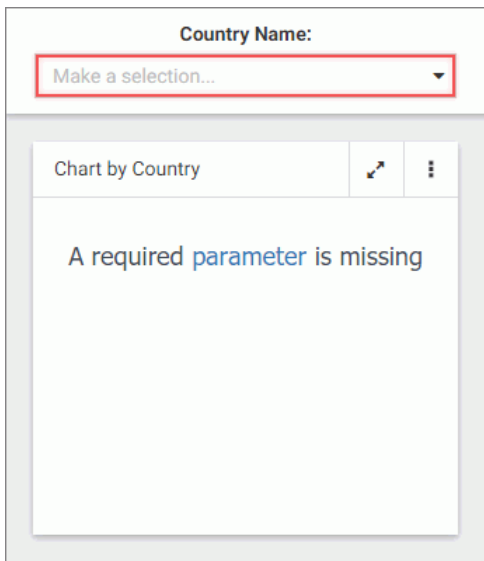 Country Name:
Make a selection...
Chart by Country
A required parameter is missing